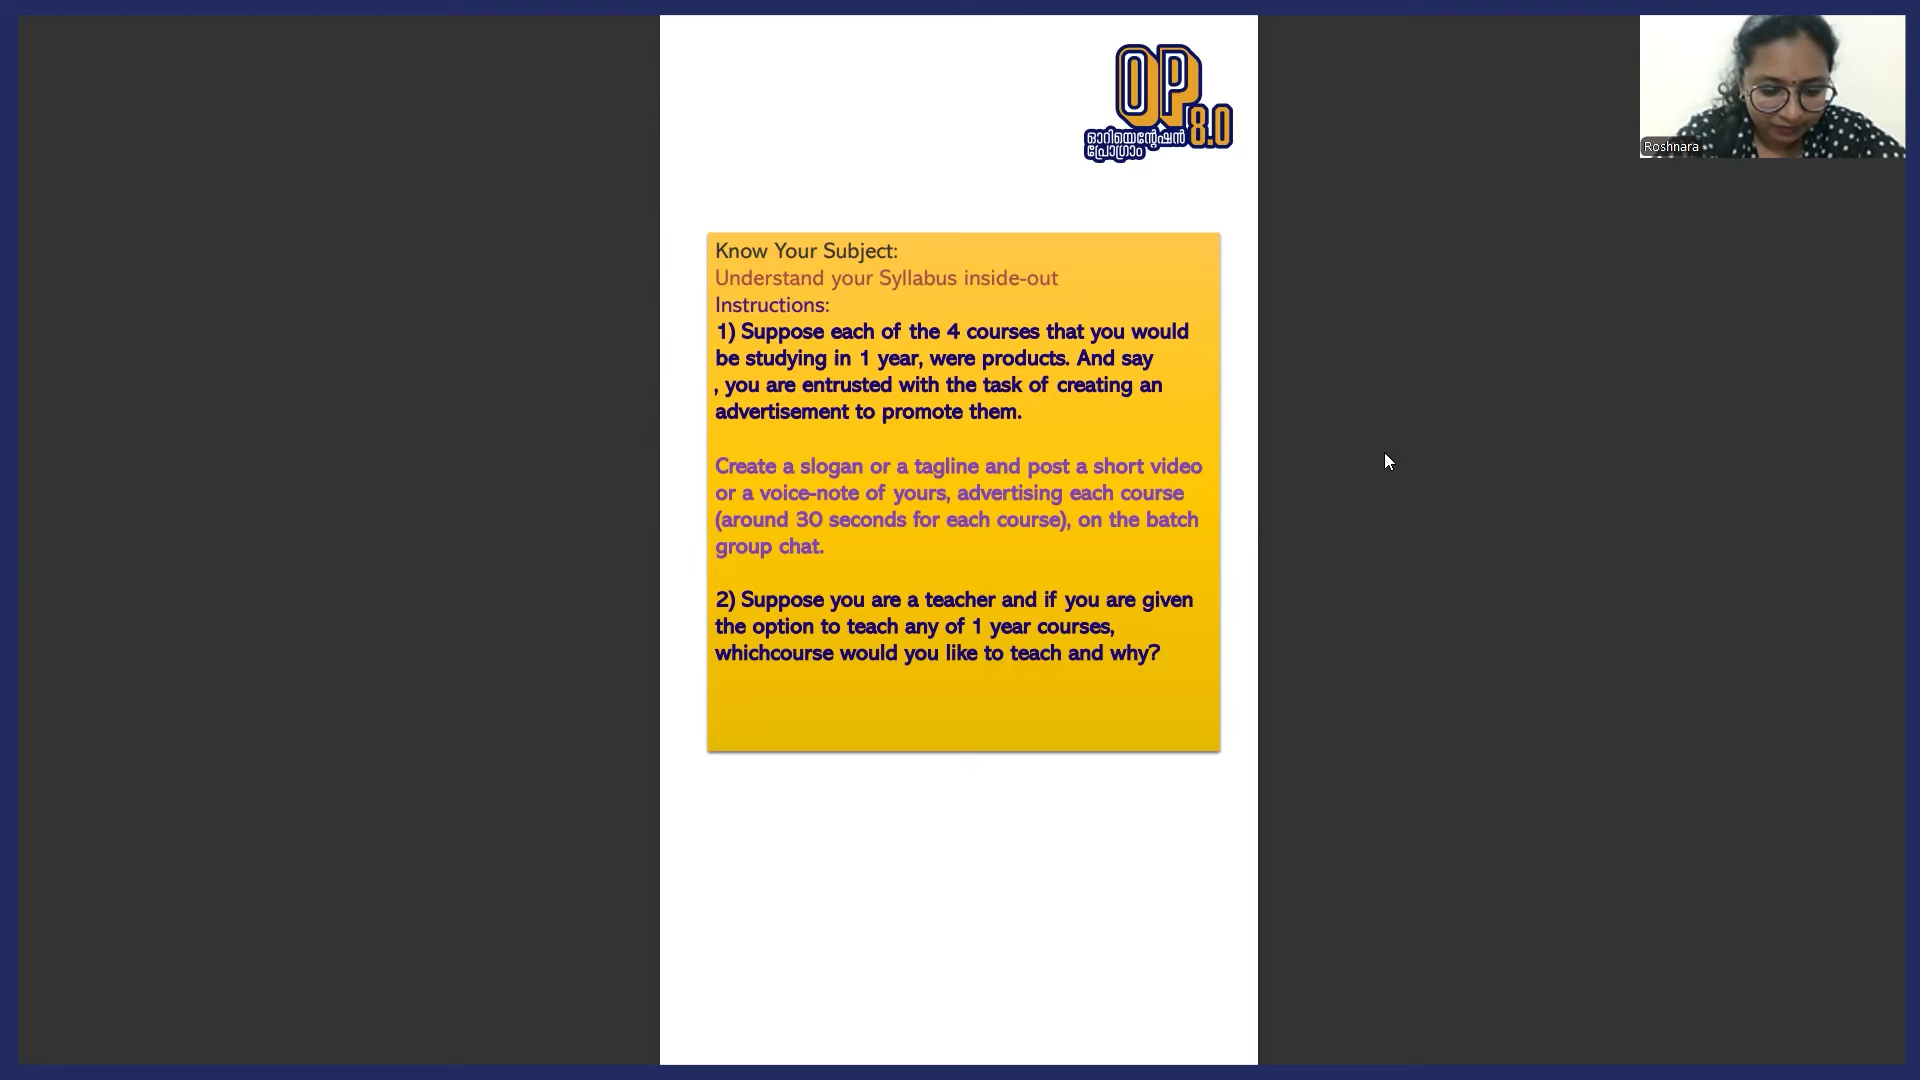 OP
8.0
ഓറിയെന്റേഷൻ
പ്രോഗ്രാം
Roshnara
Know Your Subject:
Understand your Syllabus inside-out
Instructions:
1) Suppose each of the 4 courses that you would
be studying in 1 year, were products. And say
, you are entrusted with the task of creating an
advertisement to promote them.
Create a slogan or a tagline and post a short video
or a voice-note of yours, advertising each course
(around 30 seconds for each course), on the batch
group chat.
2) Suppose you are a teacher and if you are given
the option to teach any of 1 year courses,
whichcourse would you like to teach and why?